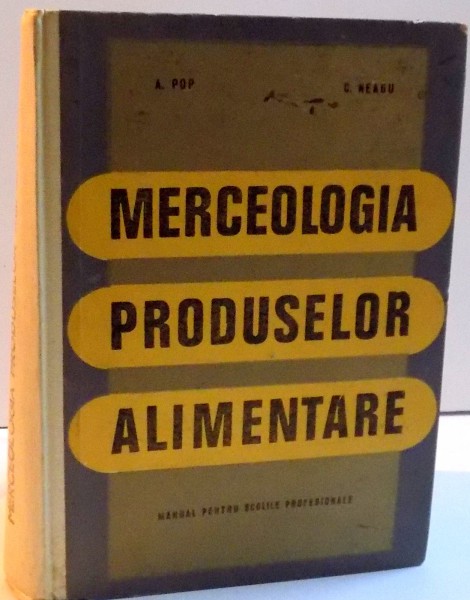 A. POP C. NEAGU
MERCEOLOGIA
PRODUSELOR
ALIMENTARE
MANUAL PENTRU ȘCOLILE PROFESIONALE
MERCEOLOGIA PRODUSELOR